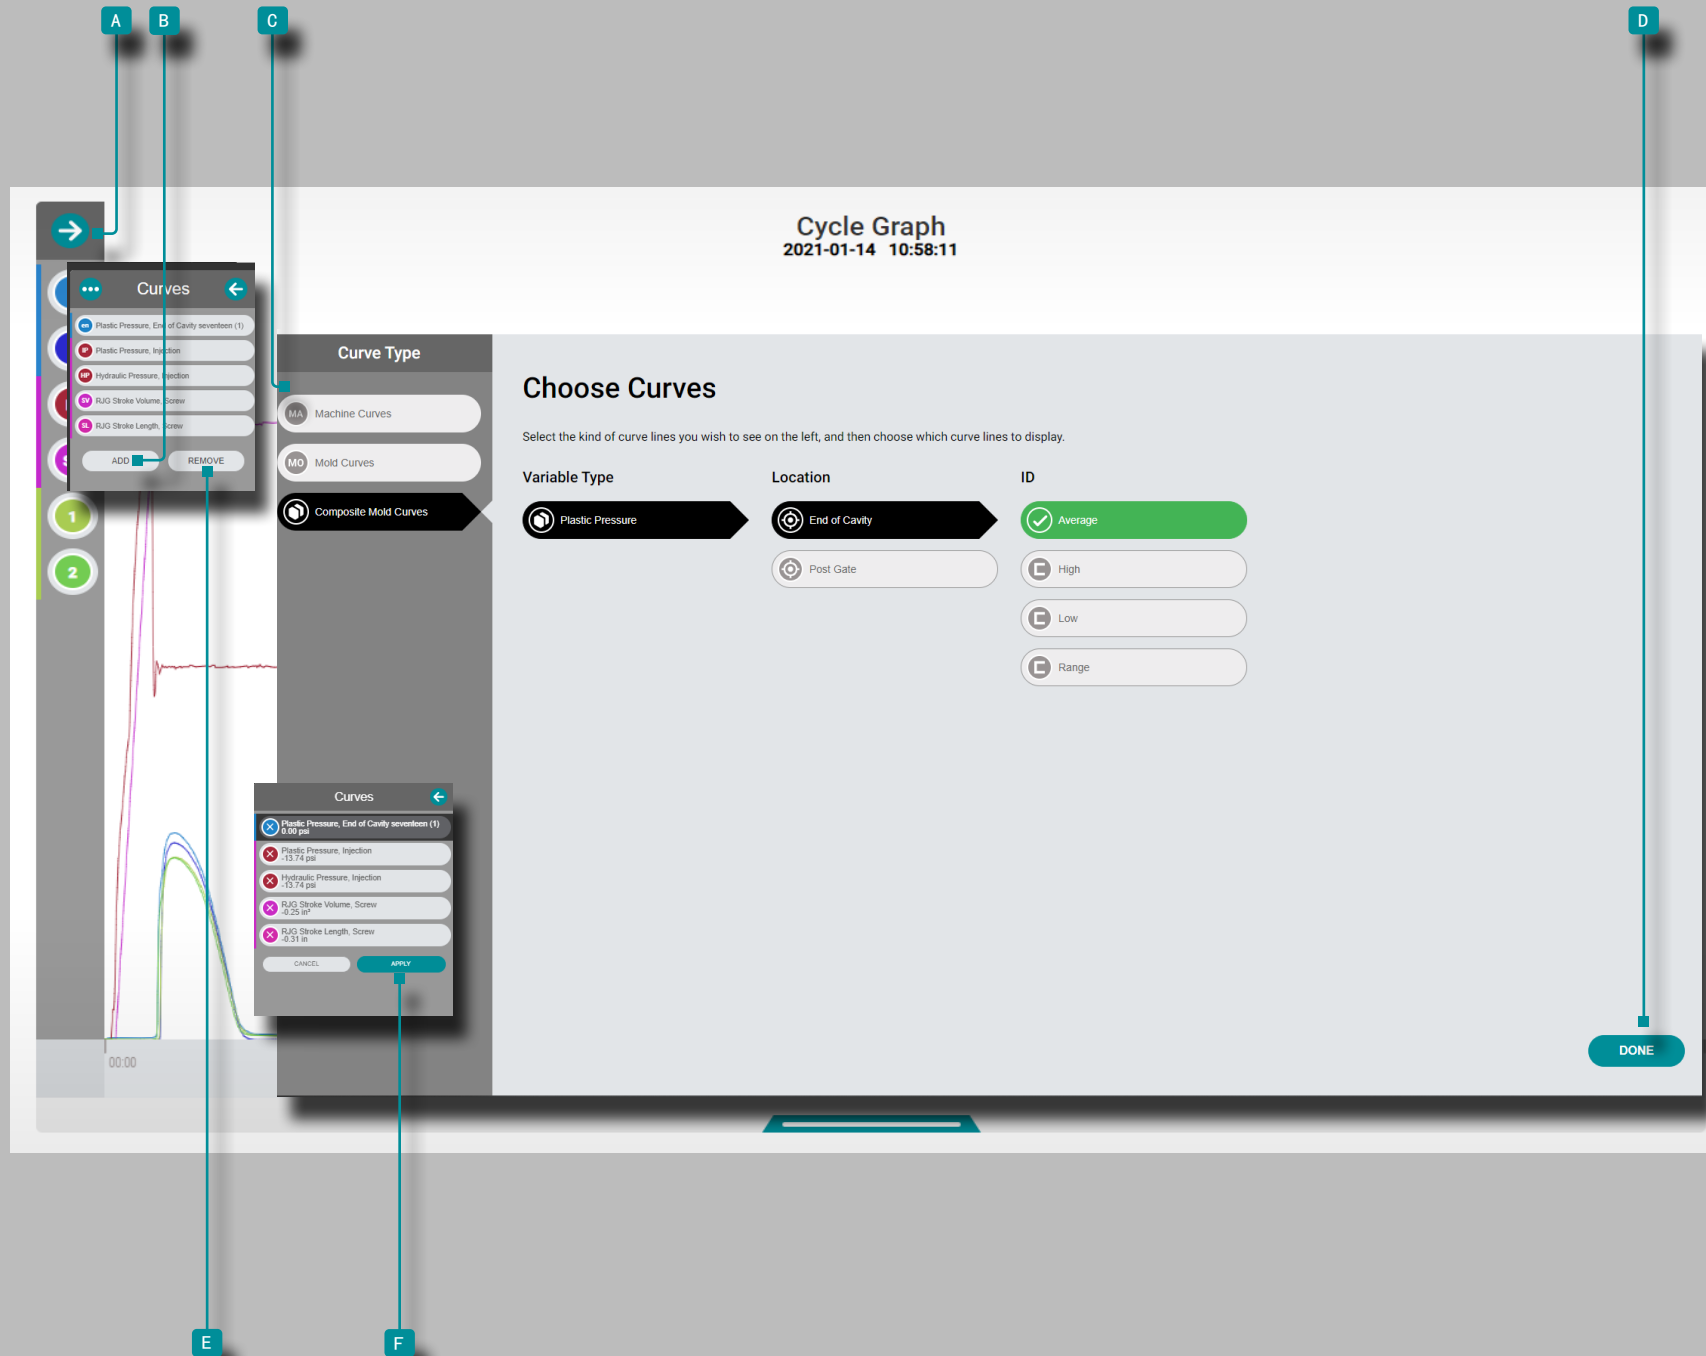 A
B
C
D
Cycle Graph
2021-01-14 10:58:11
Curves
en Plastic Pressure, End of Cavity seventeen (1)
IP Plastic Pressure, Injection
HP Hydraulic Pressure, Injection
SV RJG Stroke Volume, Screw
SL RJG Stroke Length, Screw
ADD
REMOVE
1
2
Curve Type
MA Machine Curves
MO Mold Curves
Composite Mold Curves
Choose Curves
Select the kind of curve lines you wish to see on the left, and then choose which curve lines to display.
Variable Type
Location
ID
Plastic Pressure
End of Cavity
Average
Post Gate
High
Low
Range
Curves
Plastic Pressure, End of Cavity seventeen (1)
0.00 psi
Plastic Pressure, Injection
-13.74 psi
Hydraulic Pressure, Injection
-13.74 psi
RJG Stroke Volume, Screw
-0.25 in³
RJG Stroke Length, Screw
-0.31 in
CANCEL
APPLY
00:00
DONE
E
F